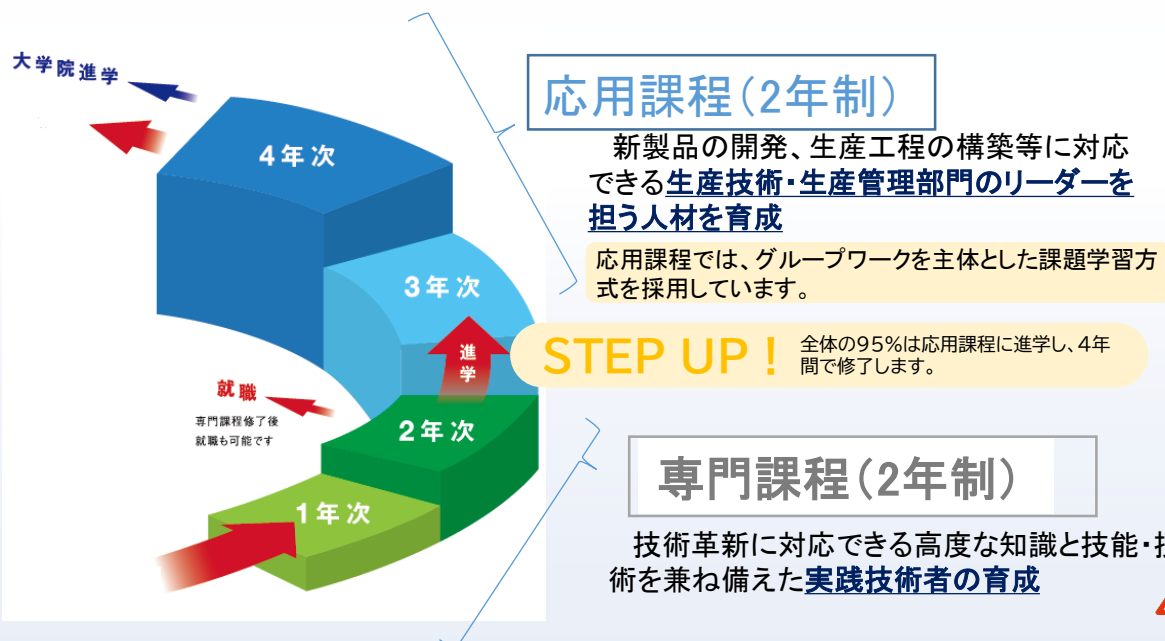 大学院進学
4年次
3年次
進学
就職
専門課程修了後
就職も可能です
2年次
1年次
応用課程(2年制)
新製品の開発、生産工程の構築等に対応
できる生産技術・生産管理部門のリーダーを
担う人材を育成
応用課程では、グループワークを主体とした課題学習方
式を採用しています。
STEP UP!
全体の95%は応用課程に進学し、4年
間で修了します。
専門課程(2年制)
技術革新に対応できる高度な知識と技能・技
術を兼ね備えた実践技術者の育成